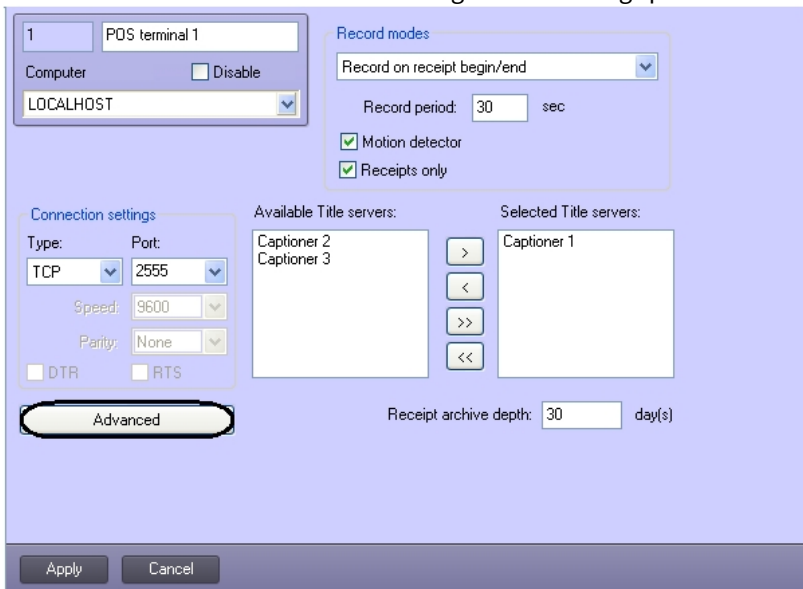 1
POS terminal 1
Computer
Disable
LOCALHOST
Record modes
Record on receipt begin/end
Record period: 30 sec
Motion detector
Receipts only
Connection settings
Type: Port:
TCP 2555
Speed: 9600
Parity: None
DTR RTS
Available Title servers:
Captioner 2
Captioner 3
>
<
>>
<<
Selected Title servers:
Captioner 1
Advanced
Receipt archive depth: 30 day(s)
Apply Cancel